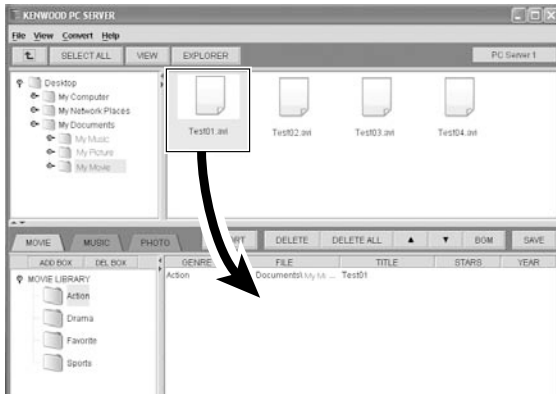 KENWOOD PC SERVER
File View Convert Help
SELECT ALL VIEW EXPLORER PC Server 1
Desktop
My Computer
My Network Places
My Documents
My Music
My Picture
My Movie
Test01.avi Test02.avi Test03.avi Test04.avi
MOVIE MUSIC PHOTO DELETE DELETE ALL ▲ ▼ BGM SAVE
ADD BOX DEL BOX GENRE FILE TITLE STARS YEAR
MOVIE LIBRARY
Action Documents\ My Mi ... Test01
Action
Drama
Favorite
Sports